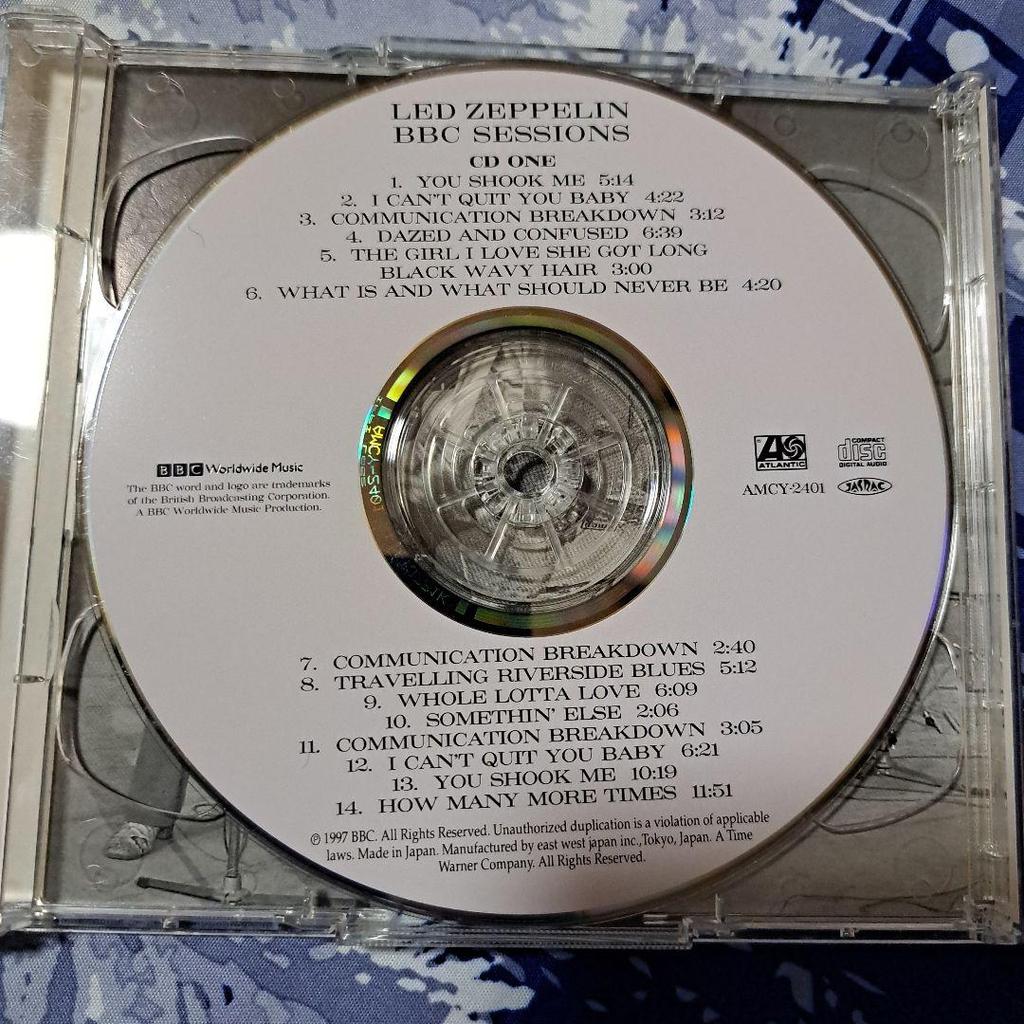 LED ZEPPELIN
BBC SESSIONS
CD ONE
1. YOU SHOOK ME 5:14
2. I CAN'T QUIT YOU BABY 4:22
3. COMMUNICATION BREAKDOWN 3:12
4. DAZED AND CONFUSED 6:39
5. THE GIRL I LOVE SHE GOT LONG
BLACK WAVY HAIR 3:00
6. WHAT IS AND WHAT SHOULD NEVER BE 4:20
BBC Worldwide Music
The BBC word and logo are trademarks
of the British Broadcasting Corporation.
A BBC Worldwide Music Production.
ATLANTIC
COMPACT
disc
DIGITAL AUDIO
AMCY-2401
JASRAC
7. COMMUNICATION BREAKDOWN 2:40
8. TRAVELLING RIVERSIDE BLUES 5:12
9. WHOLE LOTTA LOVE 6:09
10. SOMETHIN' ELSE 2:06
11. COMMUNICATION BREAKDOWN 3:05
12. I CAN'T QUIT YOU BABY 6:21
13. YOU SHOOK ME 10:19
14. HOW MANY MORE TIMES 11:51
℗ 1997 BBC. All Rights Reserved. Unauthorized duplication is a violation of applicable
laws. Made in Japan. Manufactured by east west japan inc.,Tokyo, Japan. A Time
Warner Company. All Rights Reserved.